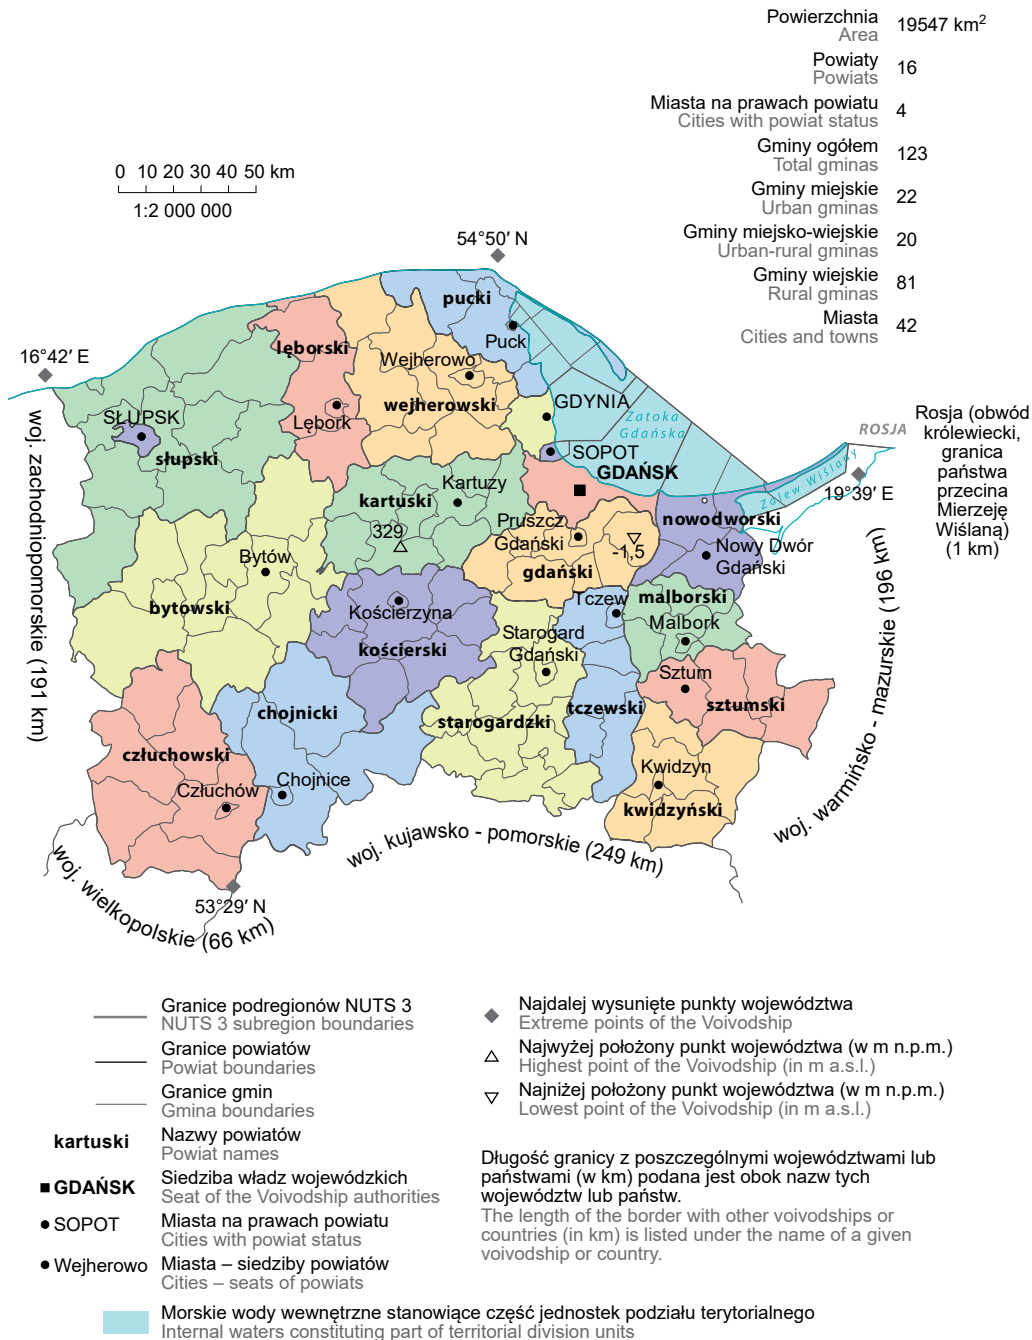 Powierzchnia 19547 km²
Area
Powiaty 16
Powiats
Miasta na prawach powiatu 4
Cities with powiat status
Gminy ogółem 123
Total gminas
Gminy miejskie 22
Urban gminas
Gminy miejsko-wiejskie 20
Urban-rural gminas
Gminy wiejskie 81
Rural gminas
Miasta 42
Cities and towns
0 10 20 30 40 50 km
1:2 000 000
54°50′ N
16°42′ E
pucki
Puck
lęborski
Wejherowo
wejherowski
Lębork
GDYNIA
Zatoka
Gdańska
SŁUPSK
słupski
SOPOT
GDAŃSK
ROSJA
Rosja (obwód
królewiecki,
granica
państwa
przecina
Mierzeję
Wiślaną)
(1 km)
Zalew Wiślany
19°39′ E
kartuski
Kartuzy
329
Pruszcz
Gdański
-1,5
gdański
nowodworski
Nowy Dwór
Gdański
Bytów
bytowski
Kościerzyna
kościerski
Tczew
malborski
Malbork
Starogard
Gdański
Sztum
sztumski
chojnicki
starogardzki
tczewski
człuchowski
Człuchów
Chojnice
Kwidzyn
kwidzyński
woj. zachodniopomorskie (191 km)
woj. warmińsko - mazurskie (196 km)
woj. kujawsko - pomorskie (249 km)
woj. wielkopolskie (66 km)
53°29′ N
Granice podregionów NUTS 3
NUTS 3 subregion boundaries
Granice powiatów
Powiat boundaries
Granice gmin
Gmina boundaries
kartuski Nazwy powiatów
Powiat names
GDAŃSK Siedziba władz wojewódzkich
Seat of the Voivodship authorities
SOPOT Miasta na prawach powiatu
Cities with powiat status
Wejherowo Miasta – siedziby powiatów
Cities – seats of powiats
Morskie wody wewnętrzne stanowiące część jednostek podziału terytorialnego
Internal waters constituting part of territorial division units
Najdalej wysunięte punkty województwa
Extreme points of the Voivodship
Najwyżej położony punkt województwa (w m n.p.m.)
Highest point of the Voivodship (in m a.s.l.)
Najniżej położony punkt województwa (w m n.p.m.)
Lowest point of the Voivodship (in m a.s.l.)
Długość granicy z poszczególnymi województwami lub
państwami (w km) podana jest obok nazw tych
województw lub państw.
The length of the border with other voivodships or
countries (in km) is listed under the name of a given
voivodship or country.